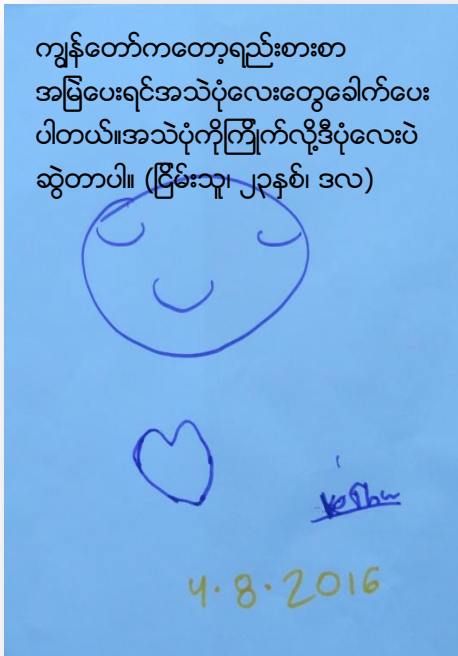 ကျွန်တော်ကတော့ရည်းစားစာ
အမြဲပေးရင်အသဲပုံလေးတွေခေါက်ပေး
ပါတယ်။အသဲပုံကိုကြိုက်လို့ဒီပုံလေးပဲ
ဆွဲတာပါ။ (ငြိမ်းသူ၊ ၂၃နှစ်၊ ဒလ)
4.8.2016